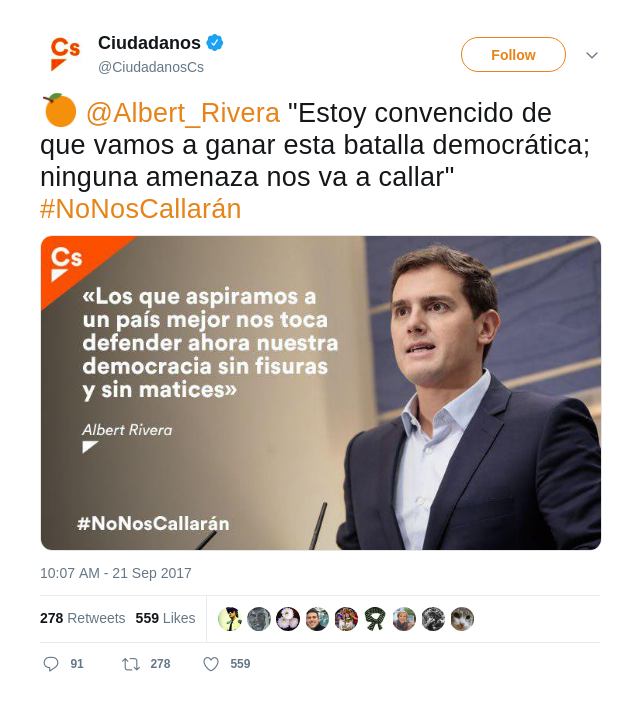 Cs
Ciudadanos
@CiudadanosCs
Follow
@Albert_Rivera "Estoy convencido de
que vamos a ganar esta batalla democrática;
ninguna amenaza nos va a callar"
#NoNosCallarán
Cs
«Los que aspiramos a
un país mejor nos toca
defender ahora nuestra
democracia sin fisuras
y sin matices»
Albert Rivera
#NoNosCallarán
10:07 AM - 21 Sep 2017
278 Retweets 559 Likes
91 278 559